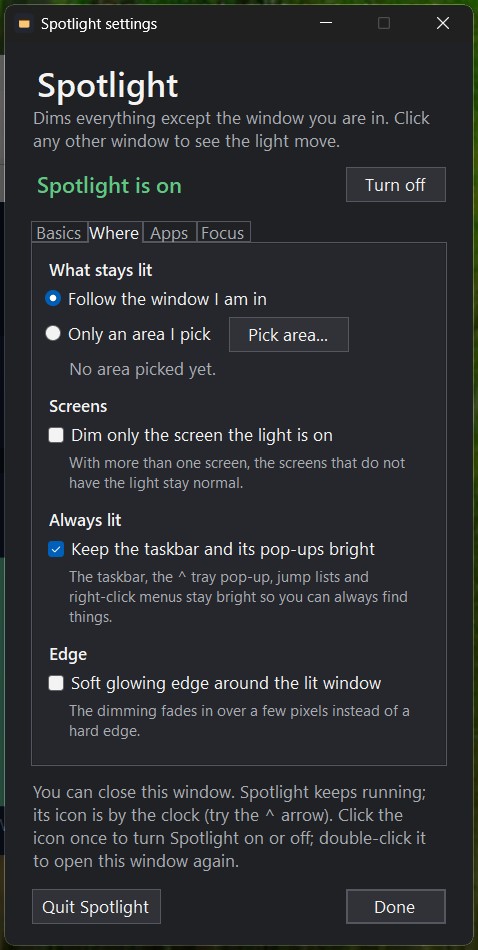 Spotlight settings
Spotlight
Dims everything except the window you are in. Click
any other window to see the light move.
Spotlight is on
Turn off
Basics
Where
Apps
Focus
What stays lit
Follow the window I am in
Only an area I pick
Pick area...
No area picked yet.
Screens
Dim only the screen the light is on
With more than one screen, the screens that do not
have the light stay normal.
Always lit
Keep the taskbar and its pop-ups bright
The taskbar, the ^ tray pop-up, jump lists and
right-click menus stay bright so you can always find
things.
Edge
Soft glowing edge around the lit window
The dimming fades in over a few pixels instead of a
hard edge.
You can close this window. Spotlight keeps running;
its icon is by the clock (try the ^ arrow). Click the
icon once to turn Spotlight on or off; double-click it
to open this window again.
Quit Spotlight
Done